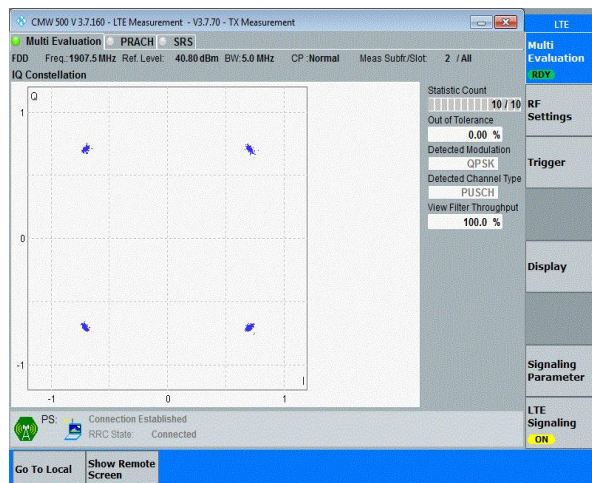 CMW 500 V 3.7.160 - LTE Measurement - V3.7.70 - TX Measurement
LTE
Multi Evaluation PRACH SRS
Multi
Evaluation
RDY
FDD Freq.: 1907.5 MHz Ref. Level: 40.80 dBm BW: 5.0 MHz CP : Normal Meas Subfr./Slot: 2 / All
IQ Constellation
Q
1
0
-1
-1 0 1
I
Statistic Count
10 / 10
Out of Tolerance
0.00 %
Detected Modulation
QPSK
Detected Channel Type
PUSCH
View Filter Throughput
100.0 %
RF
Settings
Trigger
Display
Signaling
Parameter
LTE
Signaling
ON
PS: Connection Established
RRC State: Connected
Go To Local
Show Remote
Screen